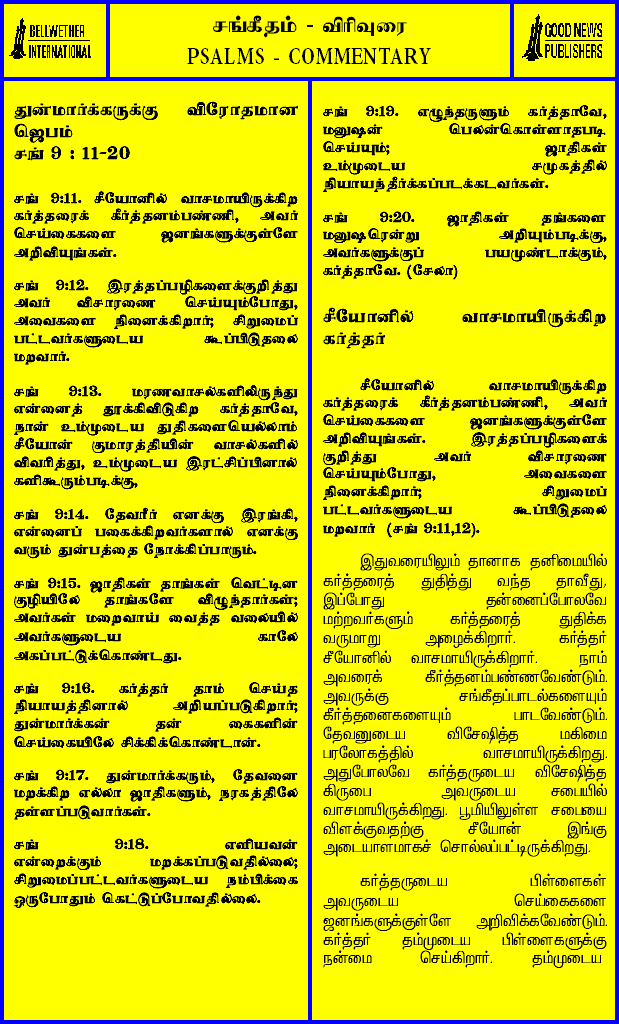 BELLWETHER
INTERNATIONAL
சங்கீதம் - விரிவுரை
PSALMS - COMMENTARY
GOOD NEWS
PUBLISHERS
துன்மார்க்கருக்கு விரோதமான
ஜெபம்
சங் 9 : 11-20
சங் 9:11. சீயோனில் வாசமாயிருக்கிற
கர்த்தரைக் கீர்த்தனம்பண்ணி, அவர்
செய்கைகளை ஜனங்களுக்குள்ளே
அறிவியுங்கள்.
சங் 9:12. இரத்தப்பழிகளைக்குறித்து
அவர் விசாரணை செய்யும்போது,
அவைகளை நினைக்கிறார்; சிறுமைப்
பட்டவர்களுடைய கூப்பிடுதலை
மறவார்.
சங் 9:13. மரணவாசல்களிலிருந்து
என்னைத் தூக்கிவிடுகிற கர்த்தாவே,
நான் உம்முடைய துதிகளையெல்லாம்
சீயோன் குமாரத்தியின் வாசல்களில்
விவரித்து, உம்முடைய இரட்சிப்பினால்
களிகூரும்படிக்கு,
சங் 9:14. தேவரீர் எனக்கு இரங்கி,
என்னைப் பகைக்கிறவர்களால் எனக்கு
வரும் துன்பத்தை நோக்கிப்பாரும்.
சங் 9:15. ஜாதிகள் தாங்கள் வெட்டின
குழியிலே தாங்களே விழுந்தார்கள்;
அவர்கள் மறைவாய் வைத்த வலையில்
அவர்களுடைய காலே
அகப்பட்டுக்கொண்டது.
சங் 9:16. கர்த்தர் தாம் செய்த
நியாயத்தினால் அறியப்படுகிறார்;
துன்மார்க்கன் தன் கைகளின்
செய்கையிலே சிக்கிக்கொண்டான்.
சங் 9:17. துன்மார்க்கரும், தேவனை
மறக்கிற எல்லா ஜாதிகளும், நரகத்திலே
தள்ளப்படுவார்கள்.
சங் 9:18. எளியவன்
என்றைக்கும் மறக்கப்படுவதில்லை;
சிறுமைப்பட்டவர்களுடைய நம்பிக்கை
ஒருபோதும் கெட்டுப்போவதில்லை.
சங் 9:19. எழுந்தருளும் கர்த்தாவே,
மனுஷன் பெலன்கொள்ளாதபடி
செய்யும்; ஜாதிகள்
உம்முடைய சமுகத்தில்
நியாயந்தீர்க்கப்படக்கடவர்கள்.
சங் 9:20. ஜாதிகள் தங்களை
மனுஷரென்று அறியும்படிக்கு,
அவர்களுக்குப் பயமுண்டாக்கும்,
கர்த்தாவே. (சேலா)
சீயோனில் வாசமாயிருக்கிற
கர்த்தர்
சீயோனில் வாசமாயிருக்கிற
கர்த்தரைக் கீர்த்தனம்பண்ணி, அவர்
செய்கைகளை ஜனங்களுக்குள்ளே
அறிவியுங்கள். இரத்தப்பழிகளைக்
குறித்து அவர் விசாரணை
செய்யும்போது, அவைகளை
நினைக்கிறார்; சிறுமைப்
பட்டவர்களுடைய கூப்பிடுதலை
மறவார் (சங் 9:11,12).
இதுவரையிலும் தானாக தனிமையில்
கர்த்தரைத் துதித்து வந்த தாவீது,
இப்போது தன்னைப்போலவே
மற்றவர்களும் கர்த்தரைத் துதிக்க
வருமாறு அழைக்கிறார். கர்த்தர்
சீயோனில் வாசமாயிருக்கிறார். நாம்
அவரைக் கீர்த்தனம்பண்ணவேண்டும்.
அவருக்கு சங்கீதப்பாடல்களையும்
கீர்த்தனைகளையும் பாடவேண்டும்.
தேவனுடைய விசேஷித்த மகிமை
பரலோகத்தில் வாசமாயிருக்கிறது.
அதுபோலவே கர்த்தருடைய விசேஷித்த
கிருபை அவருடைய சபையில்
வாசமாயிருக்கிறது. பூமியிலுள்ள சபையை
விளக்குவதற்கு சீயோன் இங்கு
அடையாளமாகச் சொல்லப்பட்டிருக்கிறது.
கர்த்தருடைய பிள்ளைகள்
அவருடைய செய்கைகளை
ஜனங்களுக்குள்ளே அறிவிக்கவேண்டும்.
கர்த்தர் தம்முடைய பிள்ளைகளுக்கு
நன்மை செய்கிறார். தம்முடைய